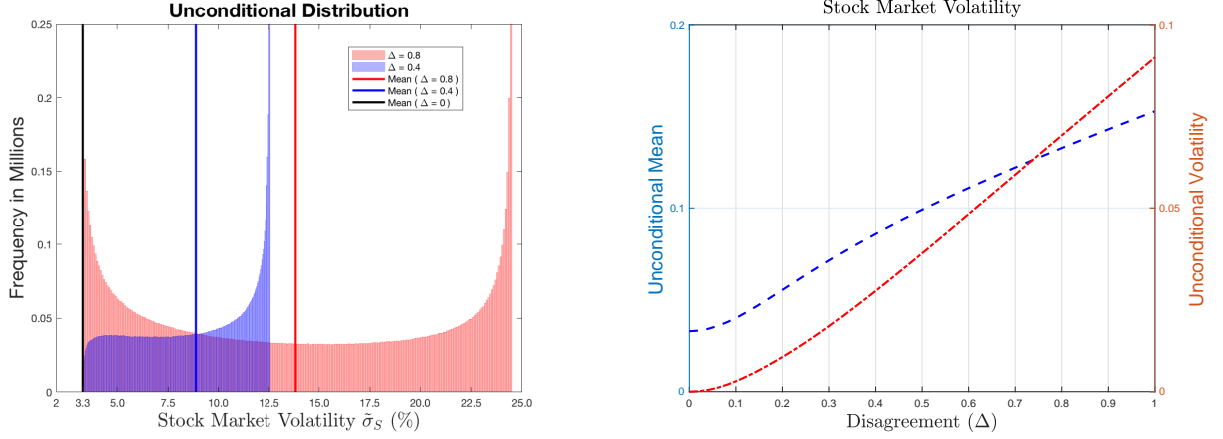 Unconditional Distribution
0.25
0.2
0.15
0.1
0.05
0
Frequency in Millions
Δ = 0.8
Δ = 0.4
Mean ( Δ = 0.8 )
Mean ( Δ = 0.4 )
Mean ( Δ = 0 )
2 3.3 5.0 7.5 10.0 12.5 15.0 17.5 20.0 22.5 25.0
Stock Market Volatility σ̃_S (%)
Stock Market Volatility
0.2
0.1
0
Unconditional Mean
0.1
0.05
0
Unconditional Volatility
0 0.1 0.2 0.3 0.4 0.5 0.6 0.7 0.8 0.9 1
Disagreement (Δ)